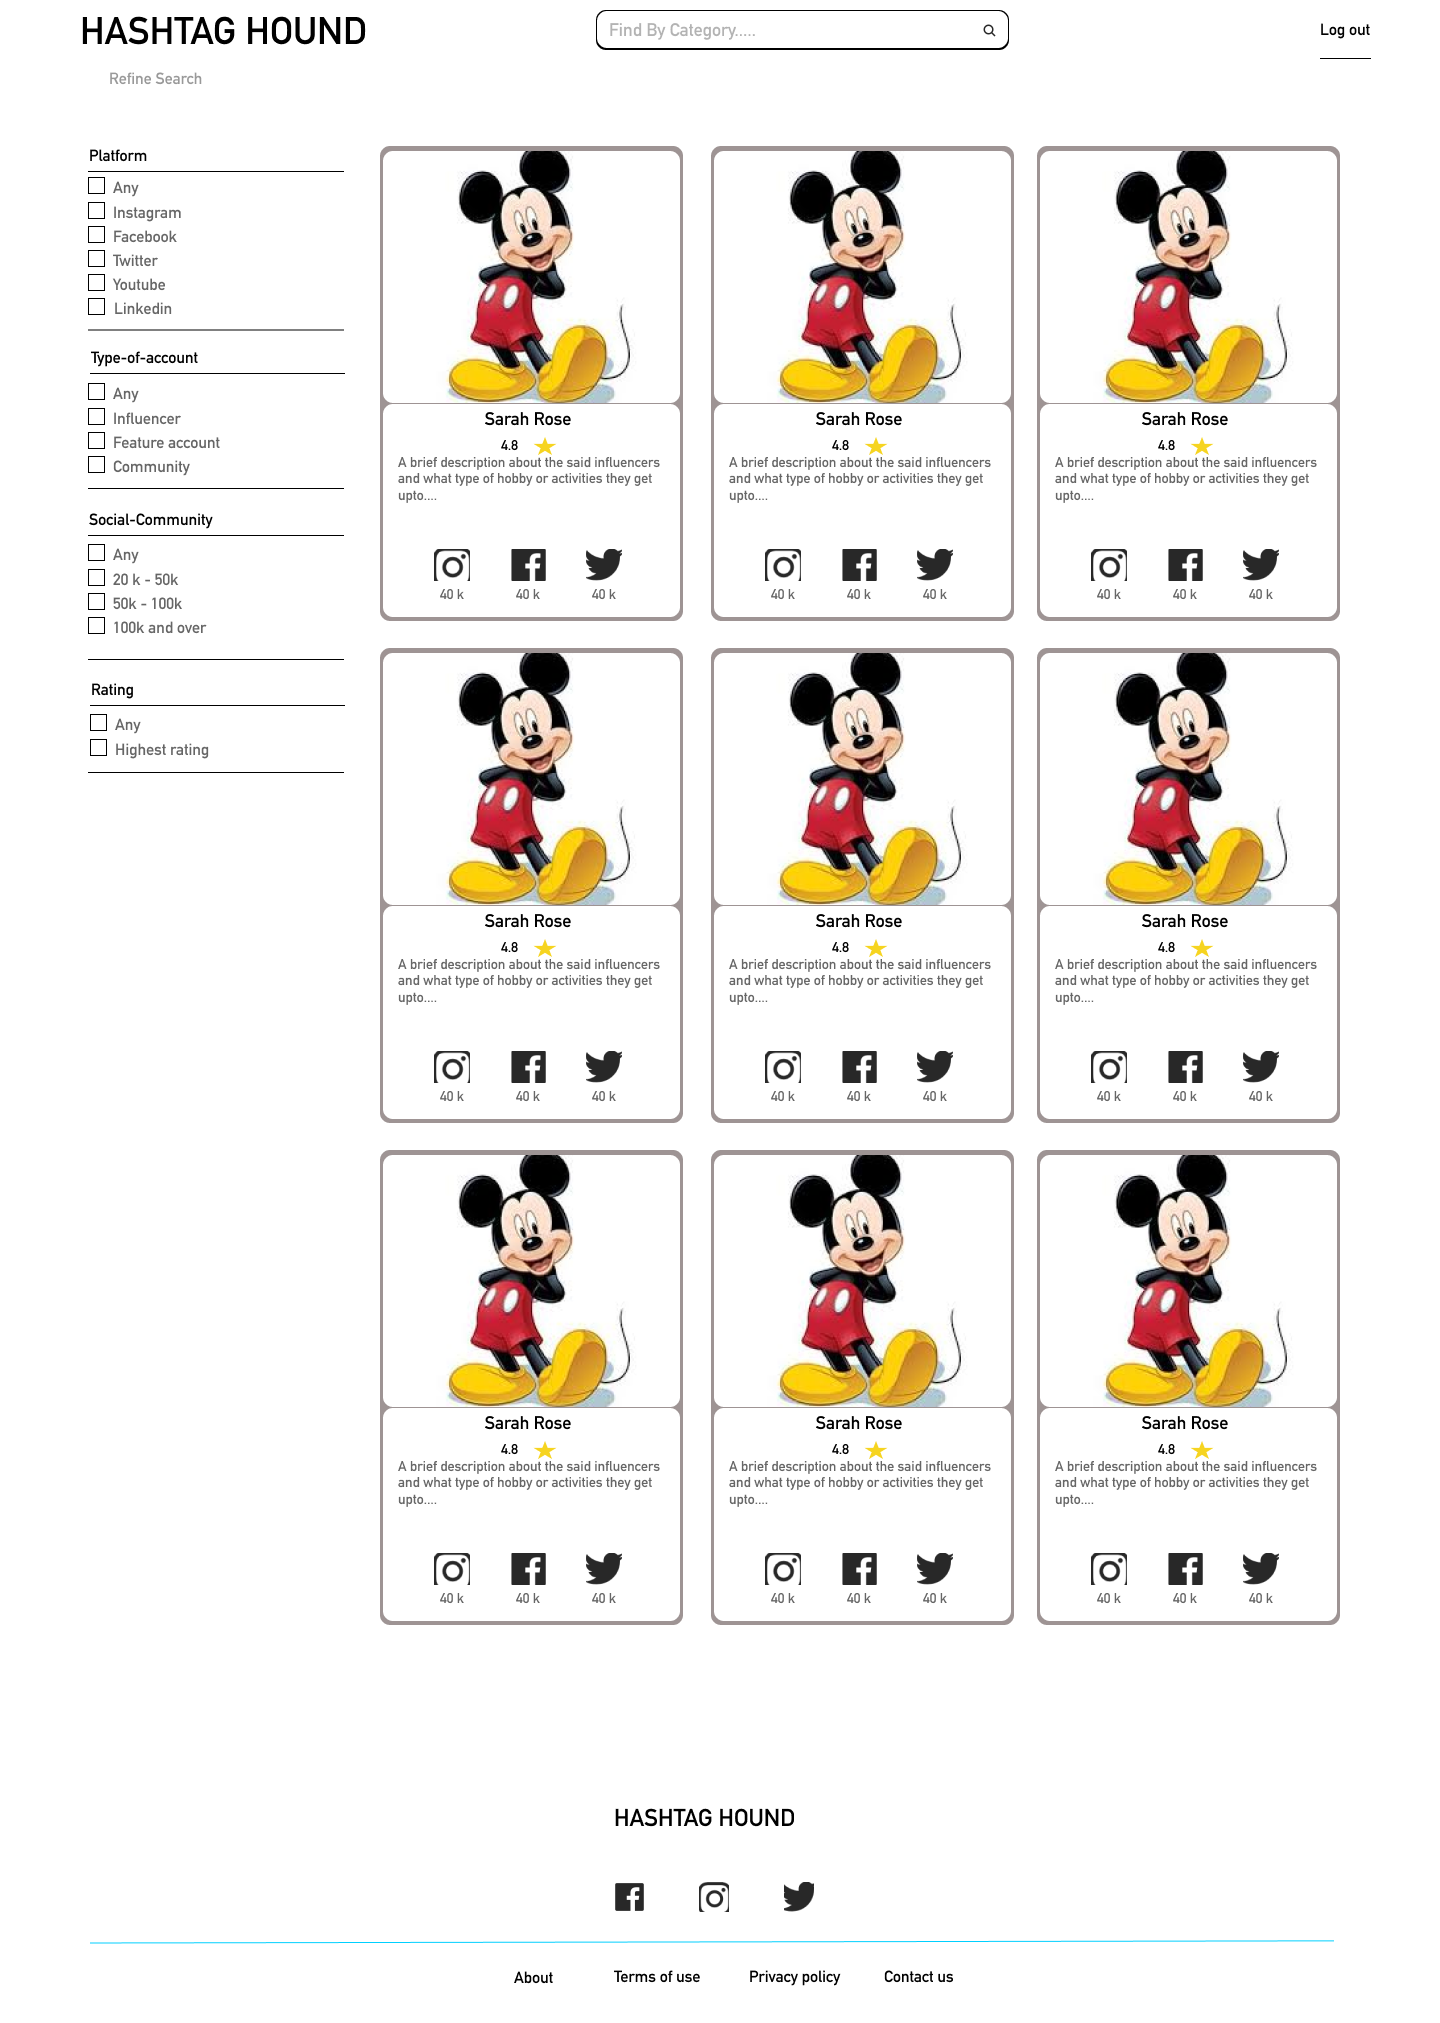 HASHTAG HOUND
Find By Category.....
Log out
Refine Search
Platform
Any
Instagram
Facebook
Twitter
Youtube
Linkedin
Type-of-account
Any
Influencer
Feature account
Community
Social-Community
Any
20 k - 50k
50k - 100k
100k and over
Rating
Any
Highest rating
Sarah Rose
4.8
A brief description about the said influencers
and what type of hobby or activities they get
upto....
40 k 40 k 40 k
Sarah Rose
4.8
A brief description about the said influencers
and what type of hobby or activities they get
upto....
40 k 40 k 40 k
Sarah Rose
4.8
A brief description about the said influencers
and what type of hobby or activities they get
upto....
40 k 40 k 40 k
Sarah Rose
4.8
A brief description about the said influencers
and what type of hobby or activities they get
upto....
40 k 40 k 40 k
Sarah Rose
4.8
A brief description about the said influencers
and what type of hobby or activities they get
upto....
40 k 40 k 40 k
Sarah Rose
4.8
A brief description about the said influencers
and what type of hobby or activities they get
upto....
40 k 40 k 40 k
Sarah Rose
4.8
A brief description about the said influencers
and what type of hobby or activities they get
upto....
40 k 40 k 40 k
Sarah Rose
4.8
A brief description about the said influencers
and what type of hobby or activities they get
upto....
40 k 40 k 40 k
Sarah Rose
4.8
A brief description about the said influencers
and what type of hobby or activities they get
upto....
40 k 40 k 40 k
HASHTAG HOUND
About Terms of use Privacy policy Contact us